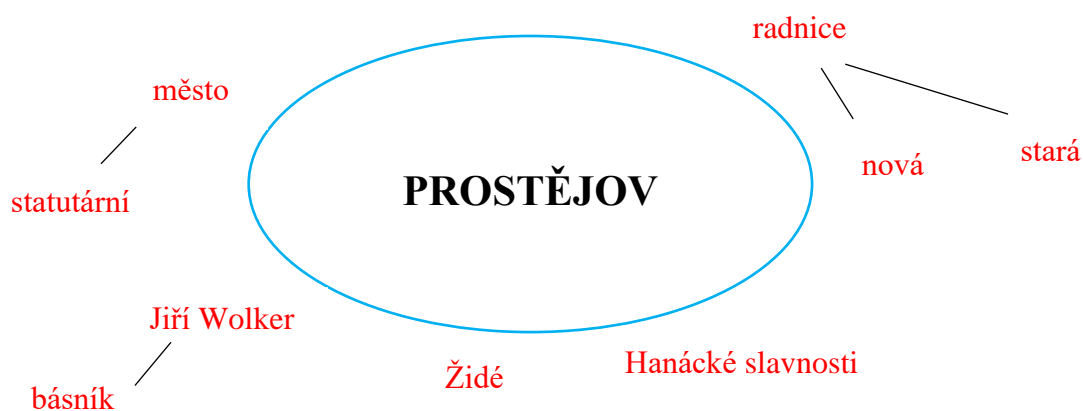 radnice
město
stará
nová
PROSTĚJOV
statutární
Jiří Wolker
Hanácké slavnosti
Židé
básník